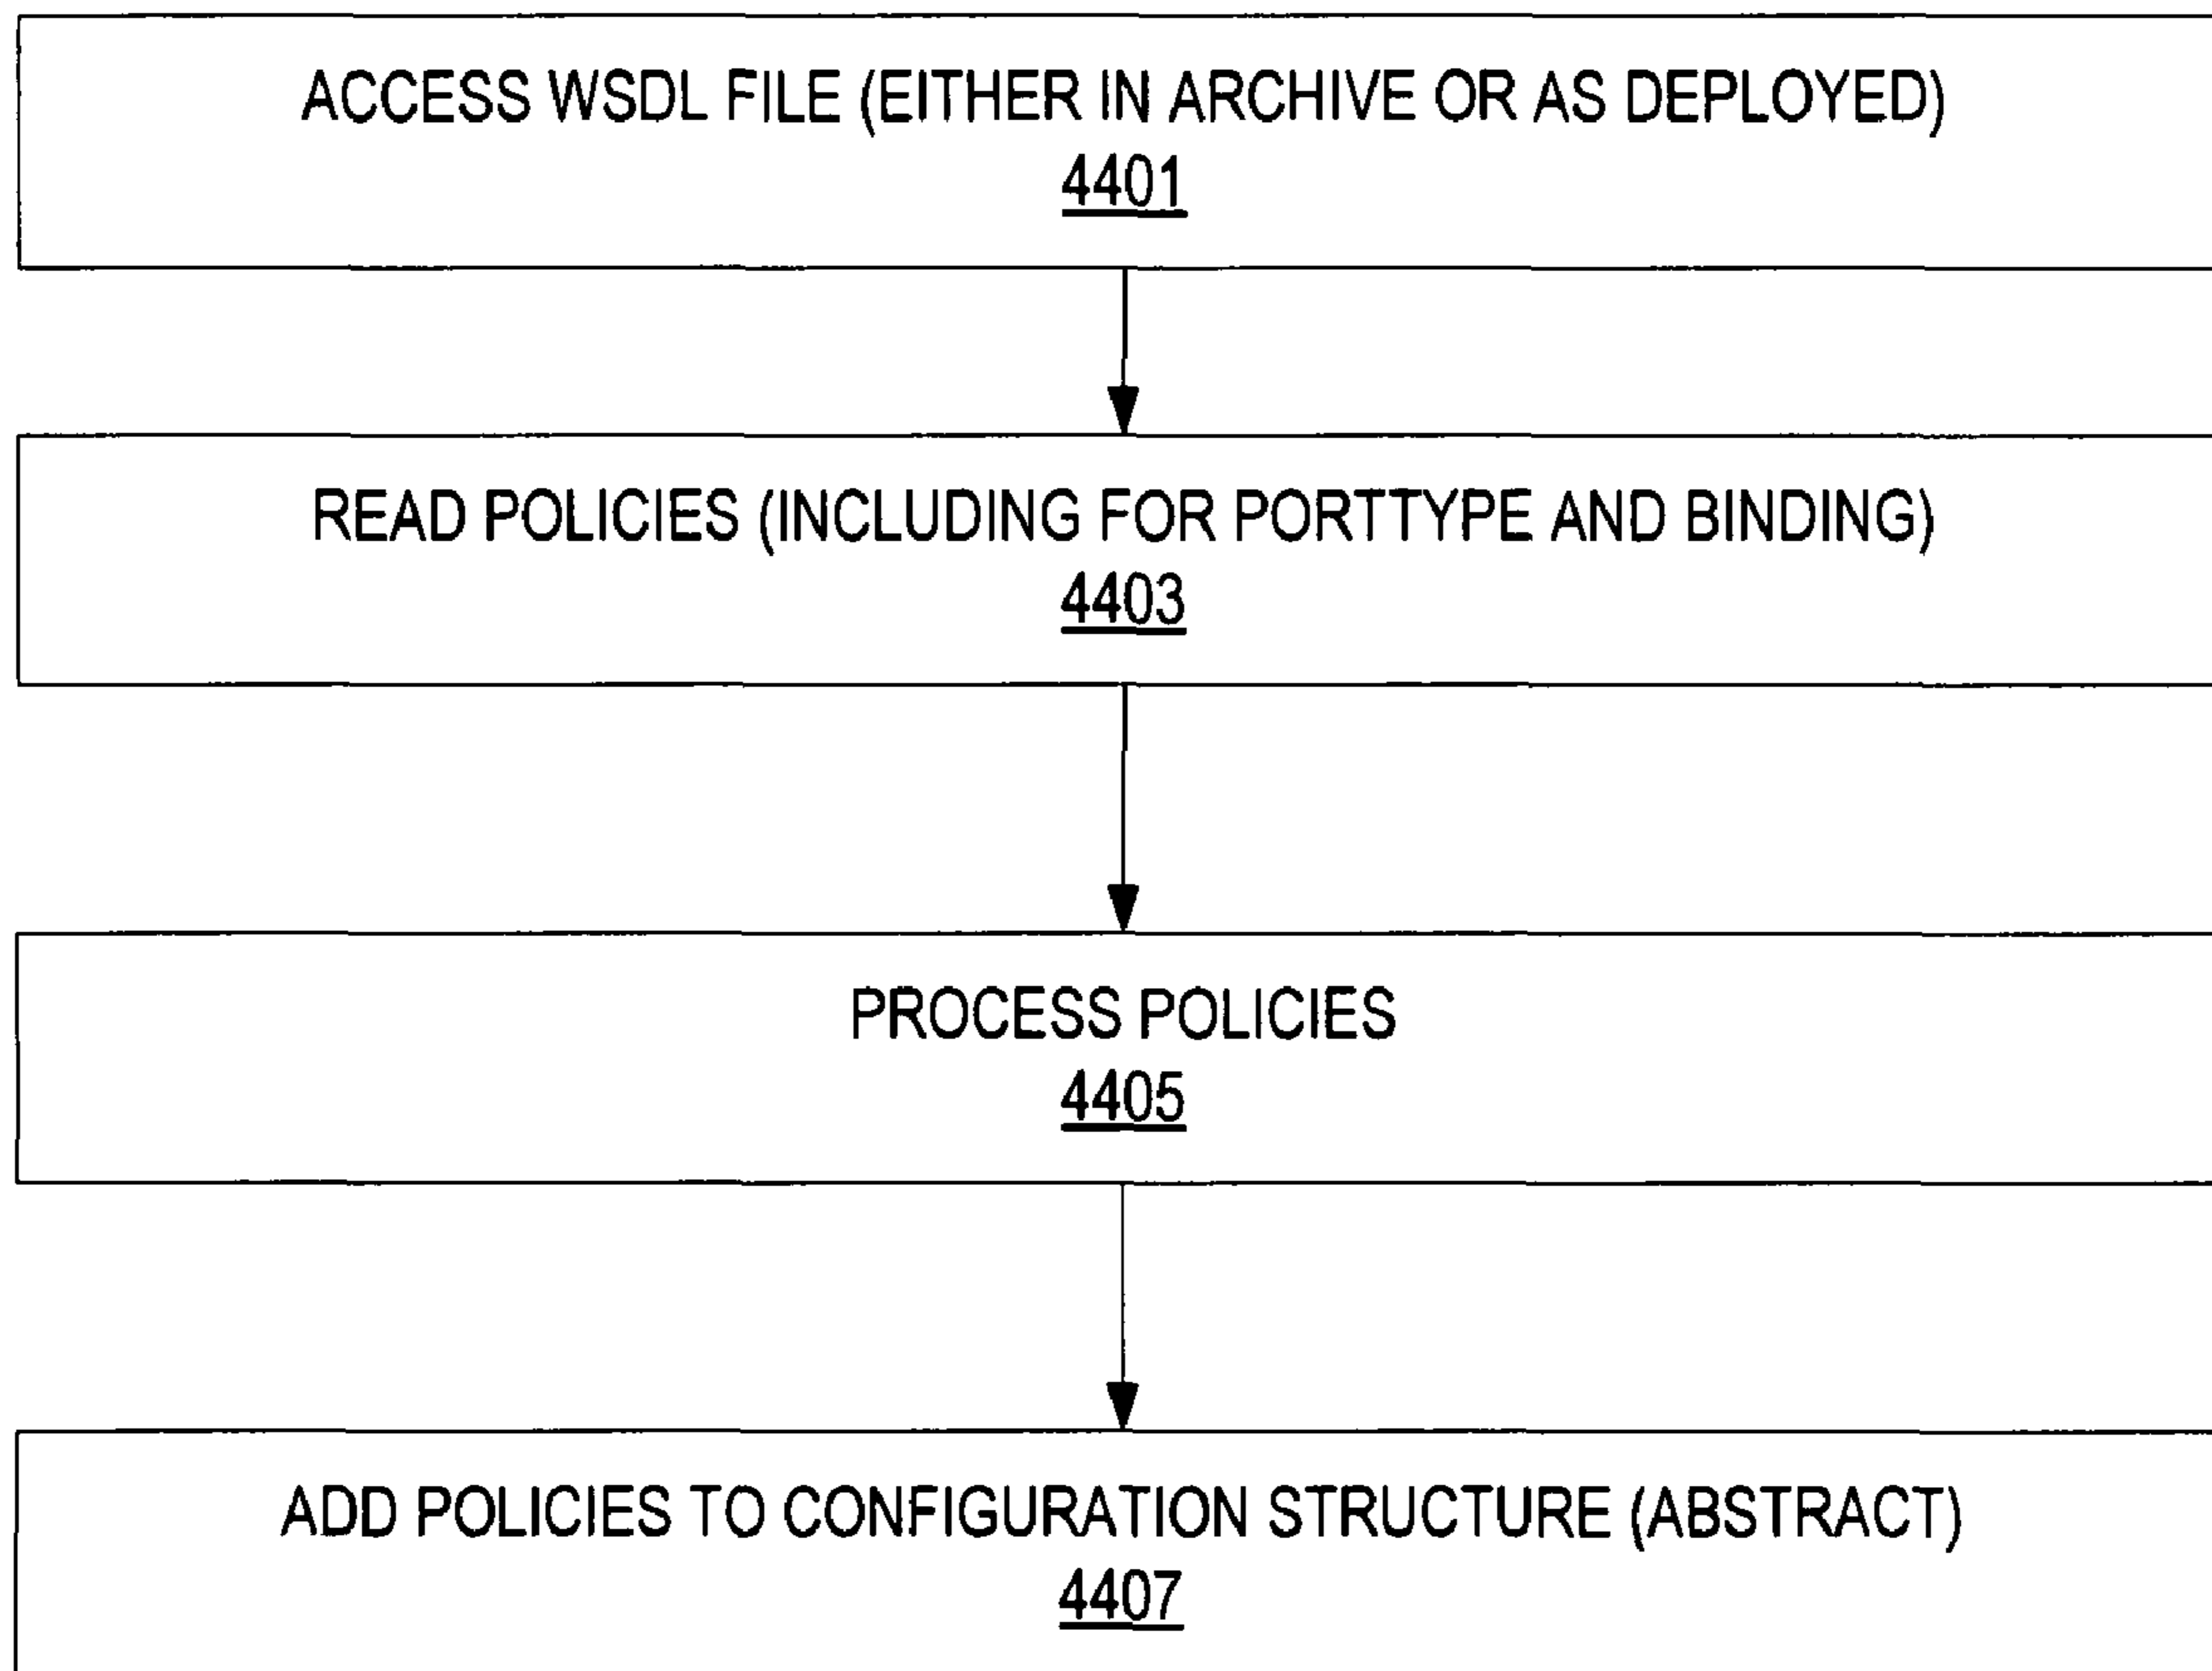 ACCESS WSDL FILE (EITHER IN ARCHIVE OR AS DEPLOYED)
4401
READ POLICIES (INCLUDING FOR PORTTYPE AND BINDING)
4403
PROCESS POLICIES
4405
ADD POLICIES TO CONFIGURATION STRUCTURE (ABSTRACT)
4407